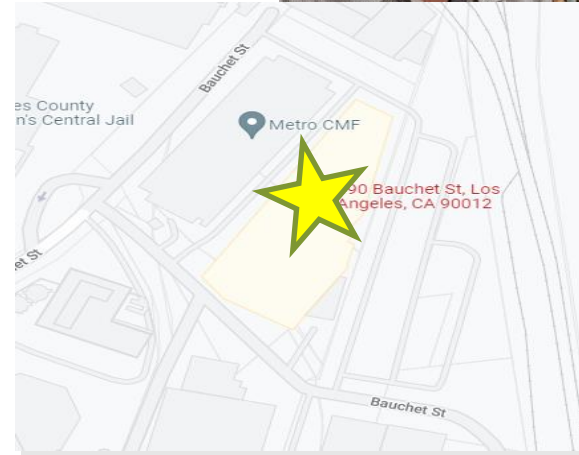 Bauchet St
es County
n's Central Jail
Metro CMF
90 Bauchet St, Los
Angeles, CA 90012
et St
Bauchet St